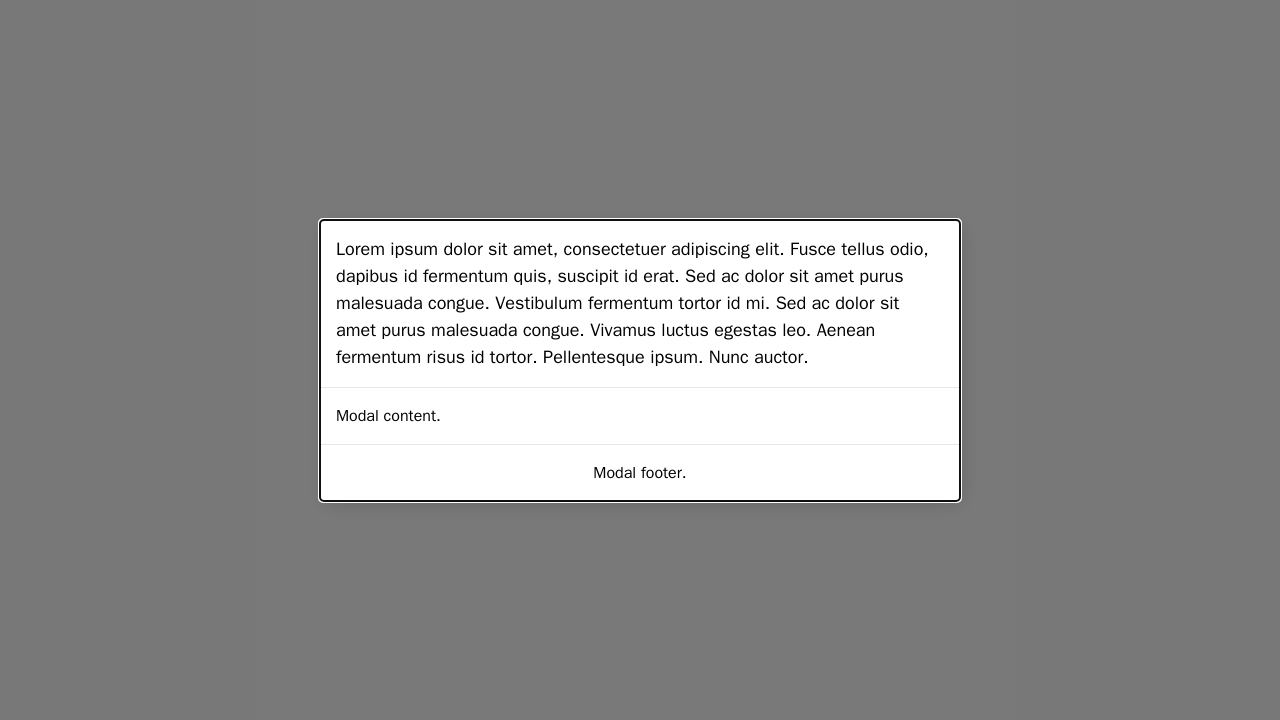 Lorem ipsum dolor sit amet, consectetuer adipiscing elit. Fusce tellus odio,
dapibus id fermentum quis, suscipit id erat. Sed ac dolor sit amet purus
malesuada congue. Vestibulum fermentum tortor id mi. Sed ac dolor sit
amet purus malesuada congue. Vivamus luctus egestas leo. Aenean
fermentum risus id tortor. Pellentesque ipsum. Nunc auctor.
Modal content.
Modal footer.